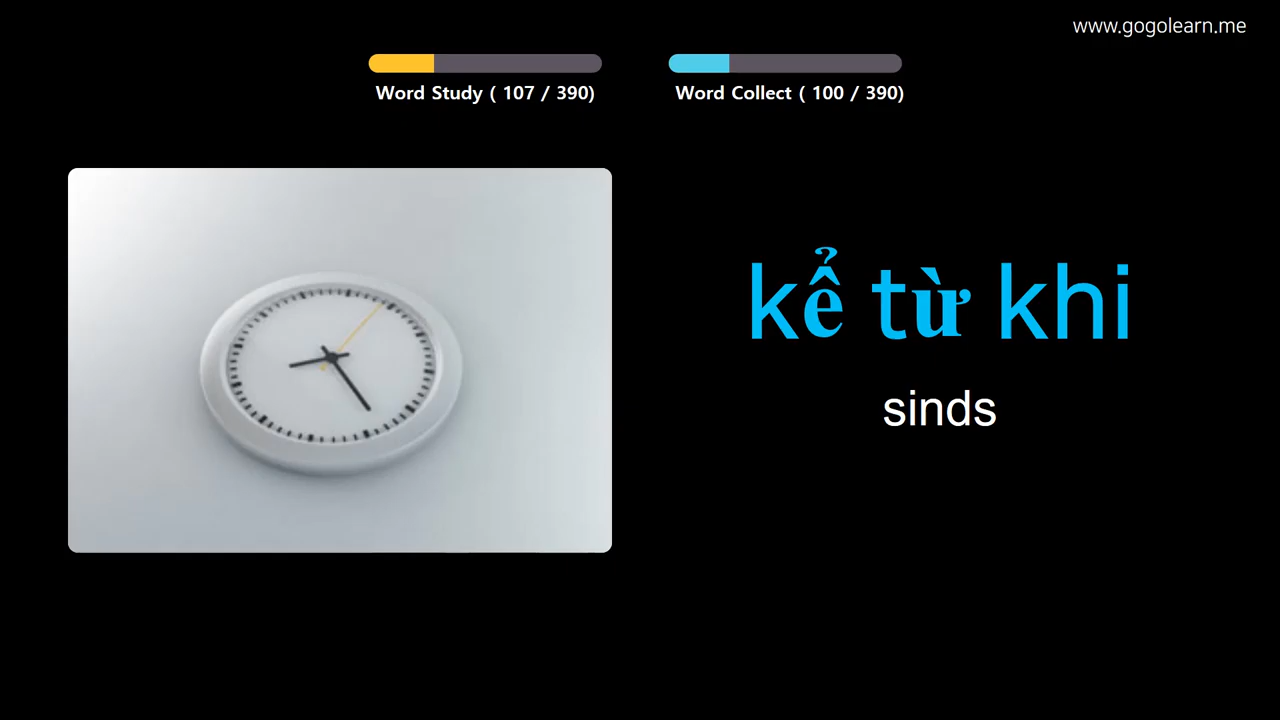 www.gogolearn.me
Word Study ( 107 / 390)
Word Collect ( 100 / 390)
kể từ khi
sinds